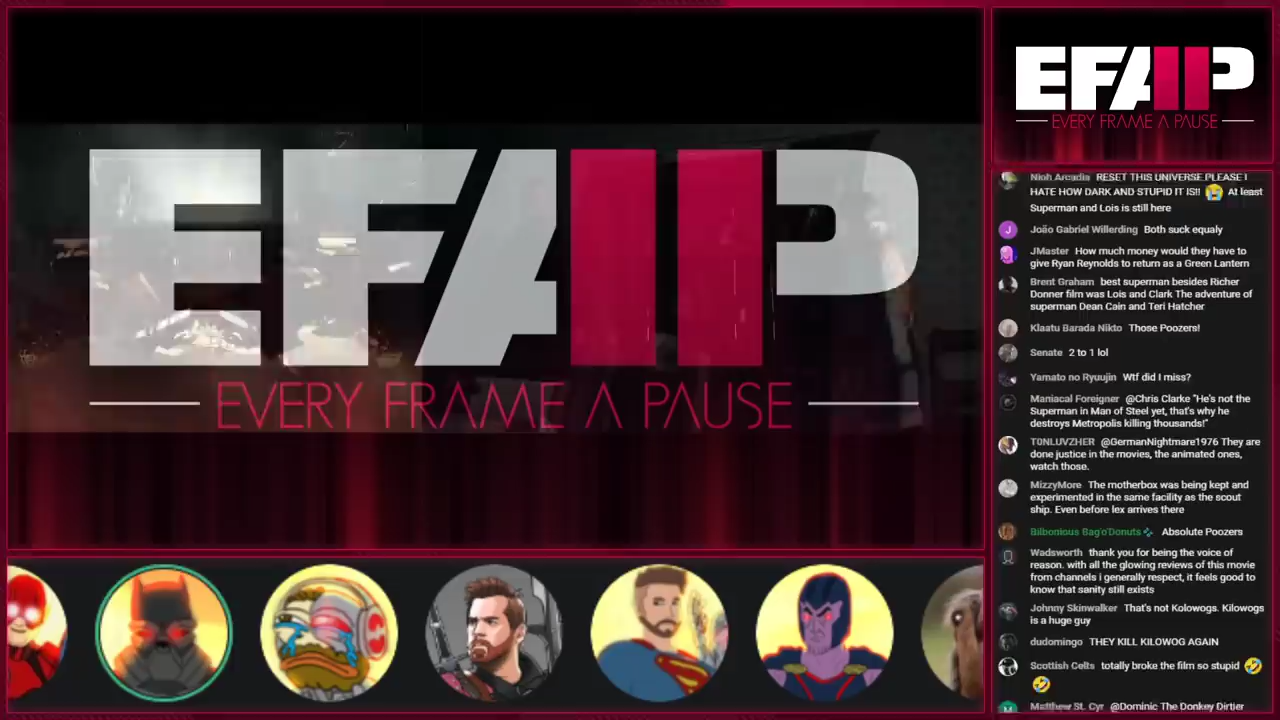 EFAP
EVERY FRAME A PAUSE
EFAP
EVERY FRAME A PAUSE
Nioh Arcadia RESET THIS UNIVERSE PLEASE I
HATE HOW DARK AND STUPID IT IS!! 😭 At least
Superman and Lois is still here
João Gabriel Willerding Both suck equaly
JMaster How much money would they have to
give Ryan Reynolds to return as a Green Lantern
Brent Graham best superman besides Richer
Donner film was Lois and Clark The adventure of
superman Dean Cain and Teri Hatcher
Klaatu Barada Nikto Those Poozers!
Senate 2 to 1 lol
Yamato no Ryuujin Wtf did I miss?
Maniacal Foreigner @Chris Clarke "He's not the
Superman in Man of Steel yet, that's why he
destroys Metropolis killing thousands!"
T0NLUVZHER @GermanNightmare1976 They are
done justice in the movies, the animated ones,
watch those.
MizzyMore The motherbox was being kept and
experimented in the same facility as the scout
ship. Even before lex arrives there
Bilbonious Bag'o'Donuts Absolute Poozers
Wadsworth thank you for being the voice of
reason. with all the glowing reviews of this movie
from channels i generally respect, it feels good to
know that sanity still exists
Johnny Skinwalker That's not Kolowogs. Kilowogs
is a huge guy
dudomingo THEY KILL KILOWOG AGAIN
Scottish Celts totally broke the film so stupid 🤣
🤣
Matthew St. Cyr @Dominic The Donkey Dirtier